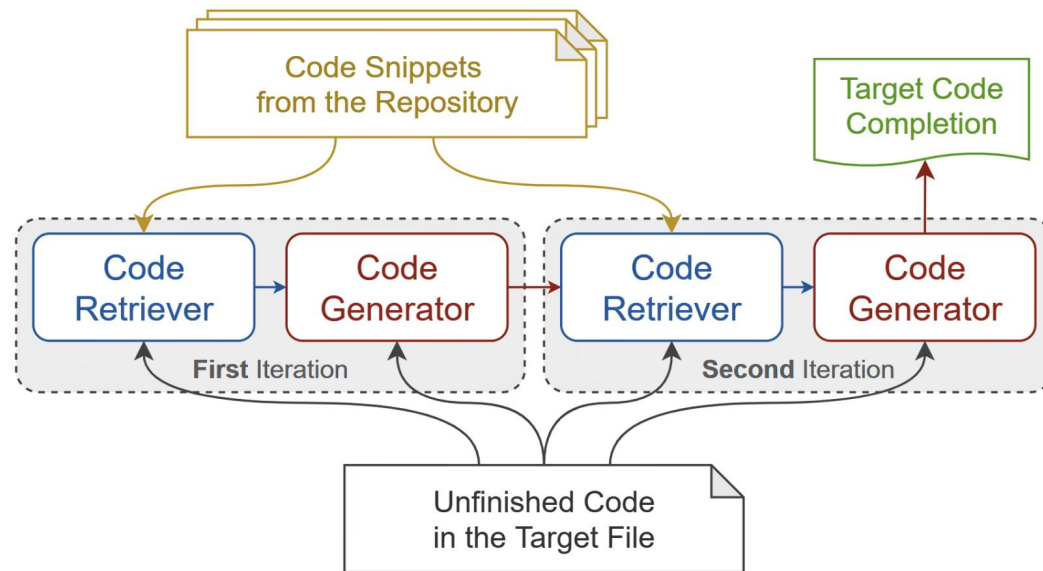 Code Snippets
from the Repository
Target Code
Completion
Code
Retriever
Code
Generator
First Iteration
Code
Retriever
Code
Generator
Second Iteration
Unfinished Code
in the Target File